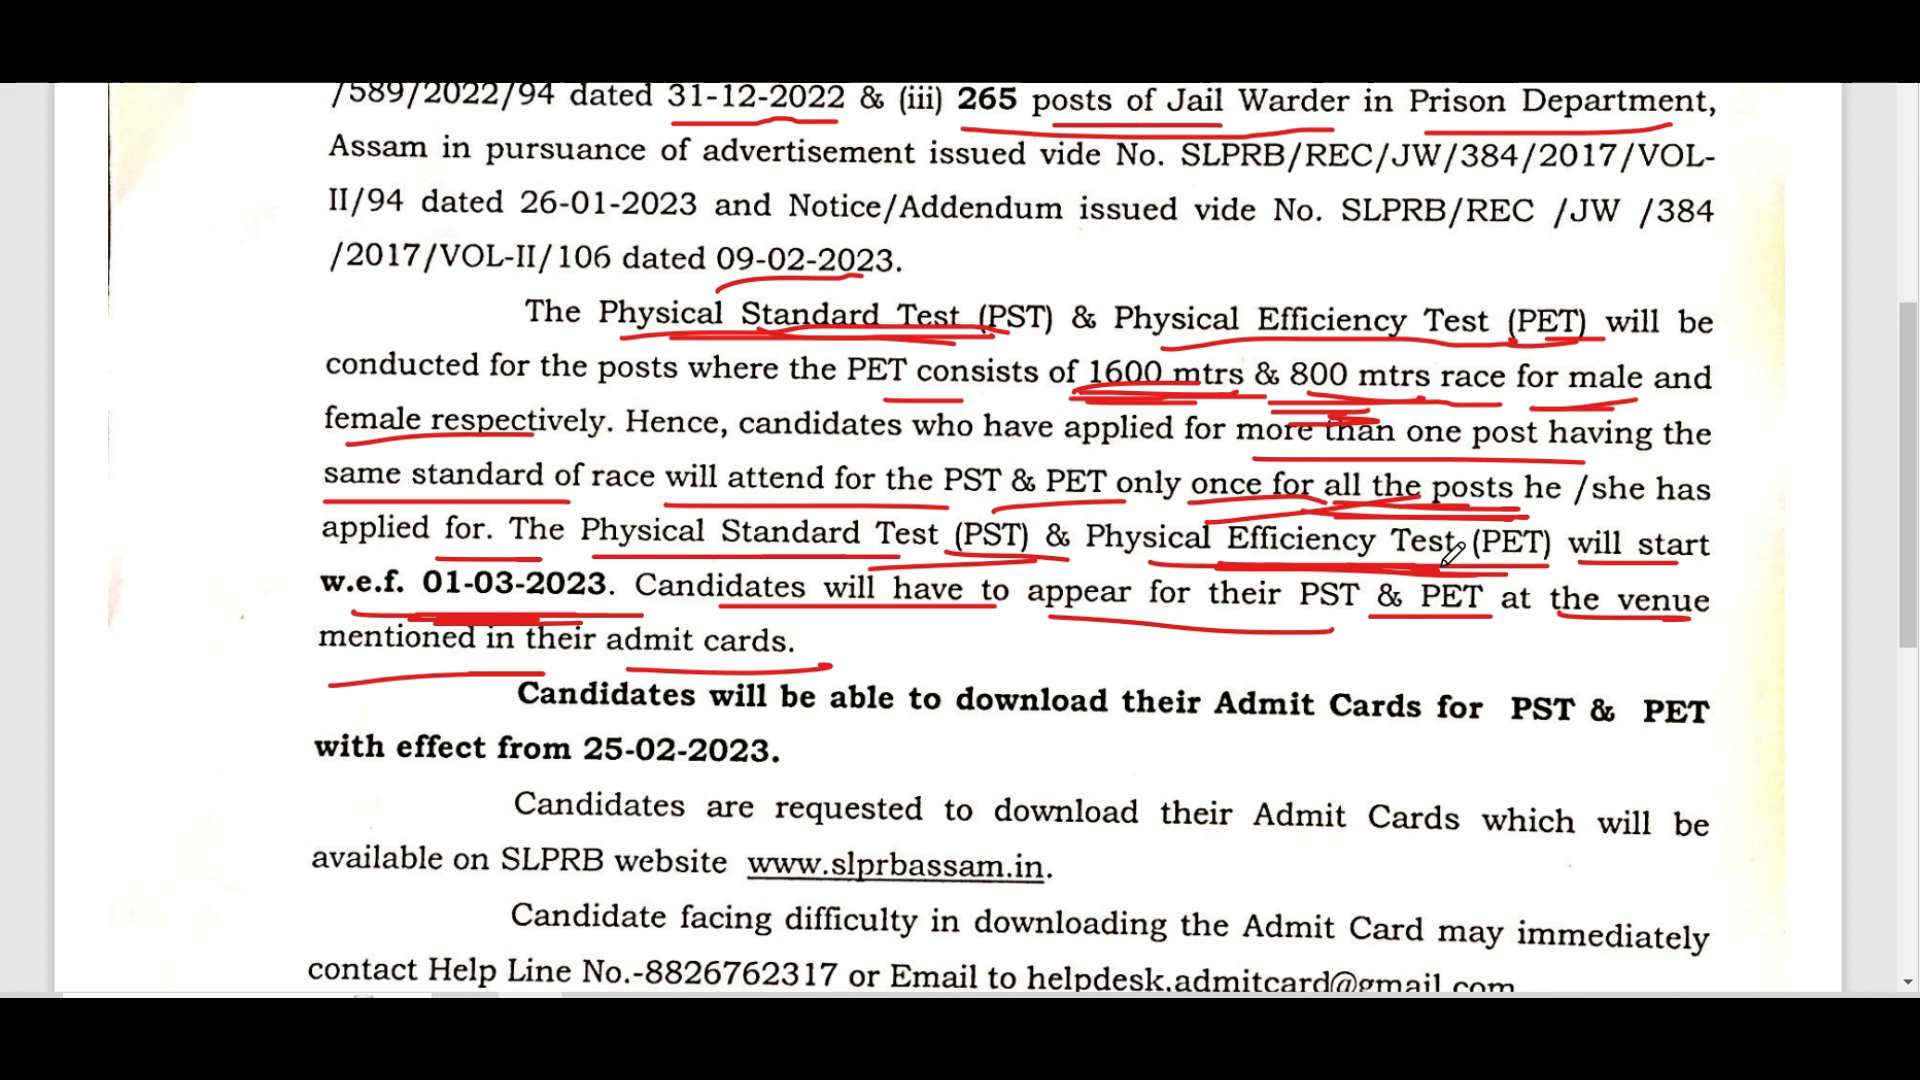 /589/2022/94 dated 31-12-2022 & (iii) 265 posts of Jail Warder in Prison Department,
Assam in pursuance of advertisement issued vide No. SLPRB/REC/JW/384/2017/VOL-
II/94 dated 26-01-2023 and Notice/Addendum issued vide No. SLPRB/REC /JW /384
/2017/VOL-II/106 dated 09-02-2023.
The Physical Standard Test (PST) & Physical Efficiency Test (PET) will be
conducted for the posts where the PET consists of 1600 mtrs & 800 mtrs race for male and
female respectively. Hence, candidates who have applied for more than one post having the
same standard of race will attend for the PST & PET only once for all the posts he /she has
applied for. The Physical Standard Test (PST) & Physical Efficiency Test (PET) will start
w.e.f. 01-03-2023. Candidates will have to appear for their PST & PET at the venue
mentioned in their admit cards.
Candidates will be able to download their Admit Cards for PST & PET
with effect from 25-02-2023.
Candidates are requested to download their Admit Cards which will be
available on SLPRB website www.slprbassam.in.
Candidate facing difficulty in downloading the Admit Card may immediately
contact Help Line No.-8826762317 or Email to helpdesk.admitcard@gmail.com